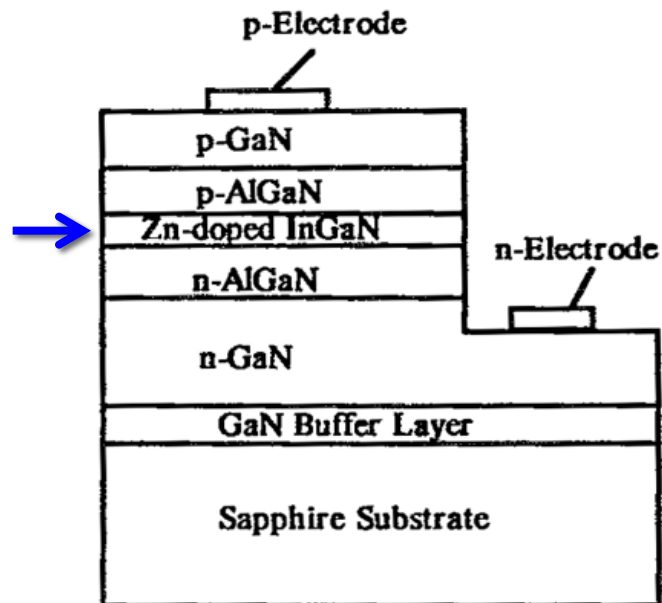 p-Electrode
p-GaN
p-AlGaN
Zn-doped InGaN
n-Electrode
n-AlGaN
n-GaN
GaN Buffer Layer
Sapphire Substrate